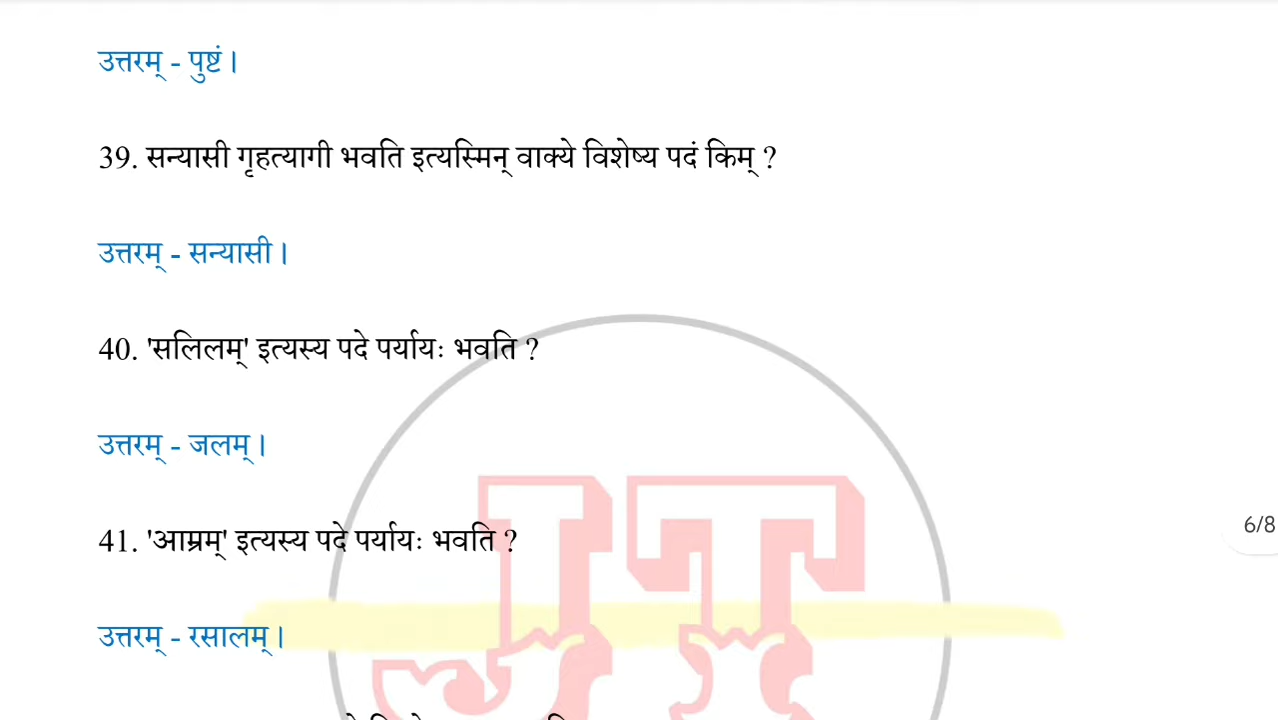 उत्तरम् - पुष्टं।
39. सन्यासी गृहत्यागी भवति इत्यस्मिन् वाक्ये विशेष्य पदं किम् ?
उत्तरम् - सन्यासी।
40. 'सलिलम्' इत्यस्य पदे पर्यायः भवति ?
उत्तरम् - जलम्।
41. 'आम्रम्' इत्यस्य पदे पर्यायः भवति ?
6/8
उत्तरम् - रसालम्।
JT